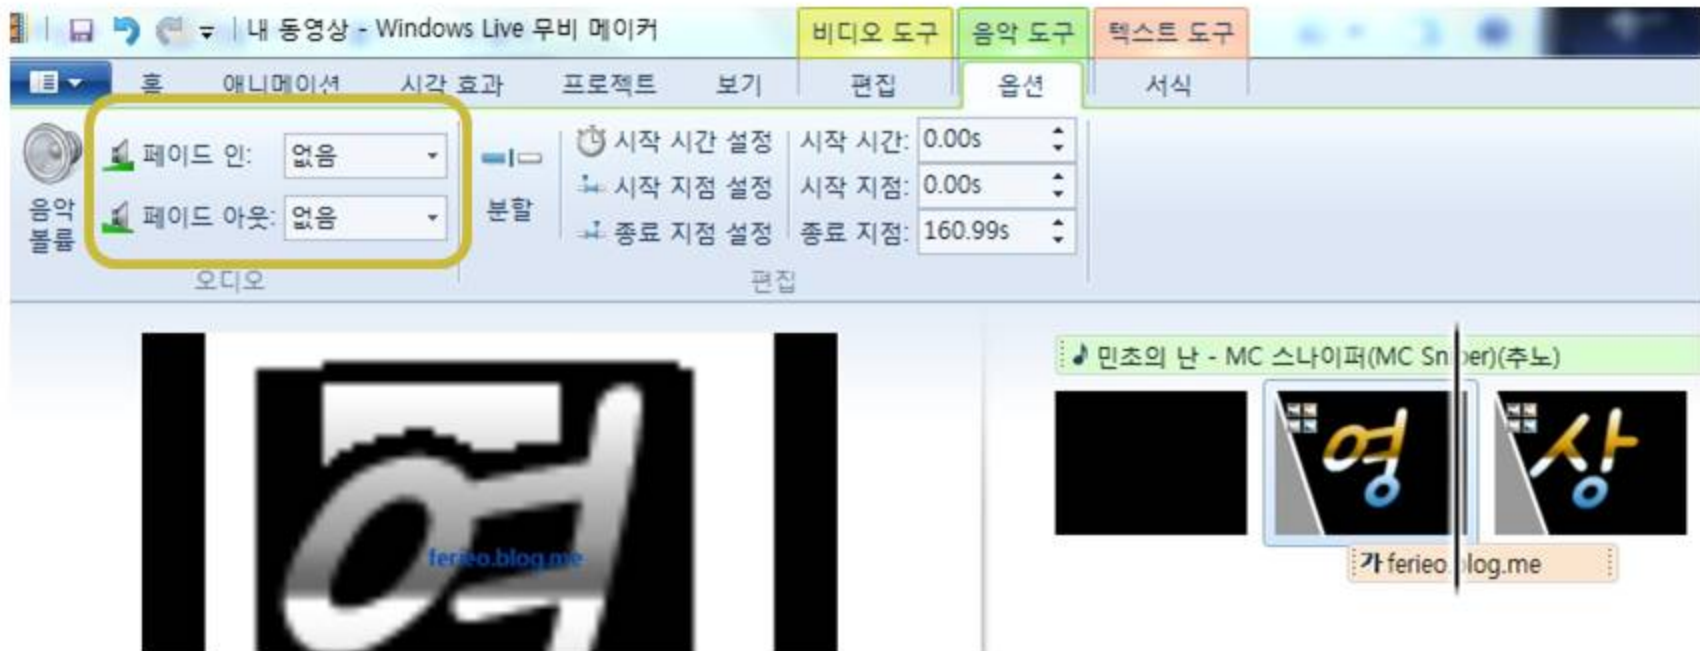 내 동영상 - Windows Live 무비 메이커
비디오 도구 음악 도구 텍스트 도구
홈 애니메이션 시각 효과 프로젝트 보기 편집 옵션 서식
음악
볼륨
페이드 인: 없음
페이드 아웃: 없음
오디오
분할
시작 시간 설정
시작 지점 설정
종료 지점 설정
시작 시간: 0.00s
시작 지점: 0.00s
종료 지점: 160.99s
편집
여
ferieo.blog.me
민초의 난 - MC 스나이퍼(MC Sniper)(추노)
영
상
가 ferieo.blog.me